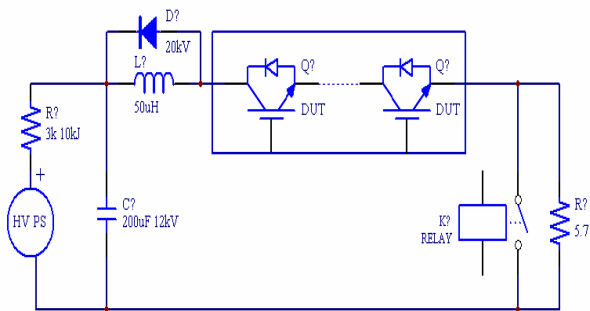 D?
20kV
L?
50uH
Q?
DUT
Q?
DUT
R?
3k 10kJ
+
HV PS
C?
200uF 12kV
K?
RELAY
R?
5.7